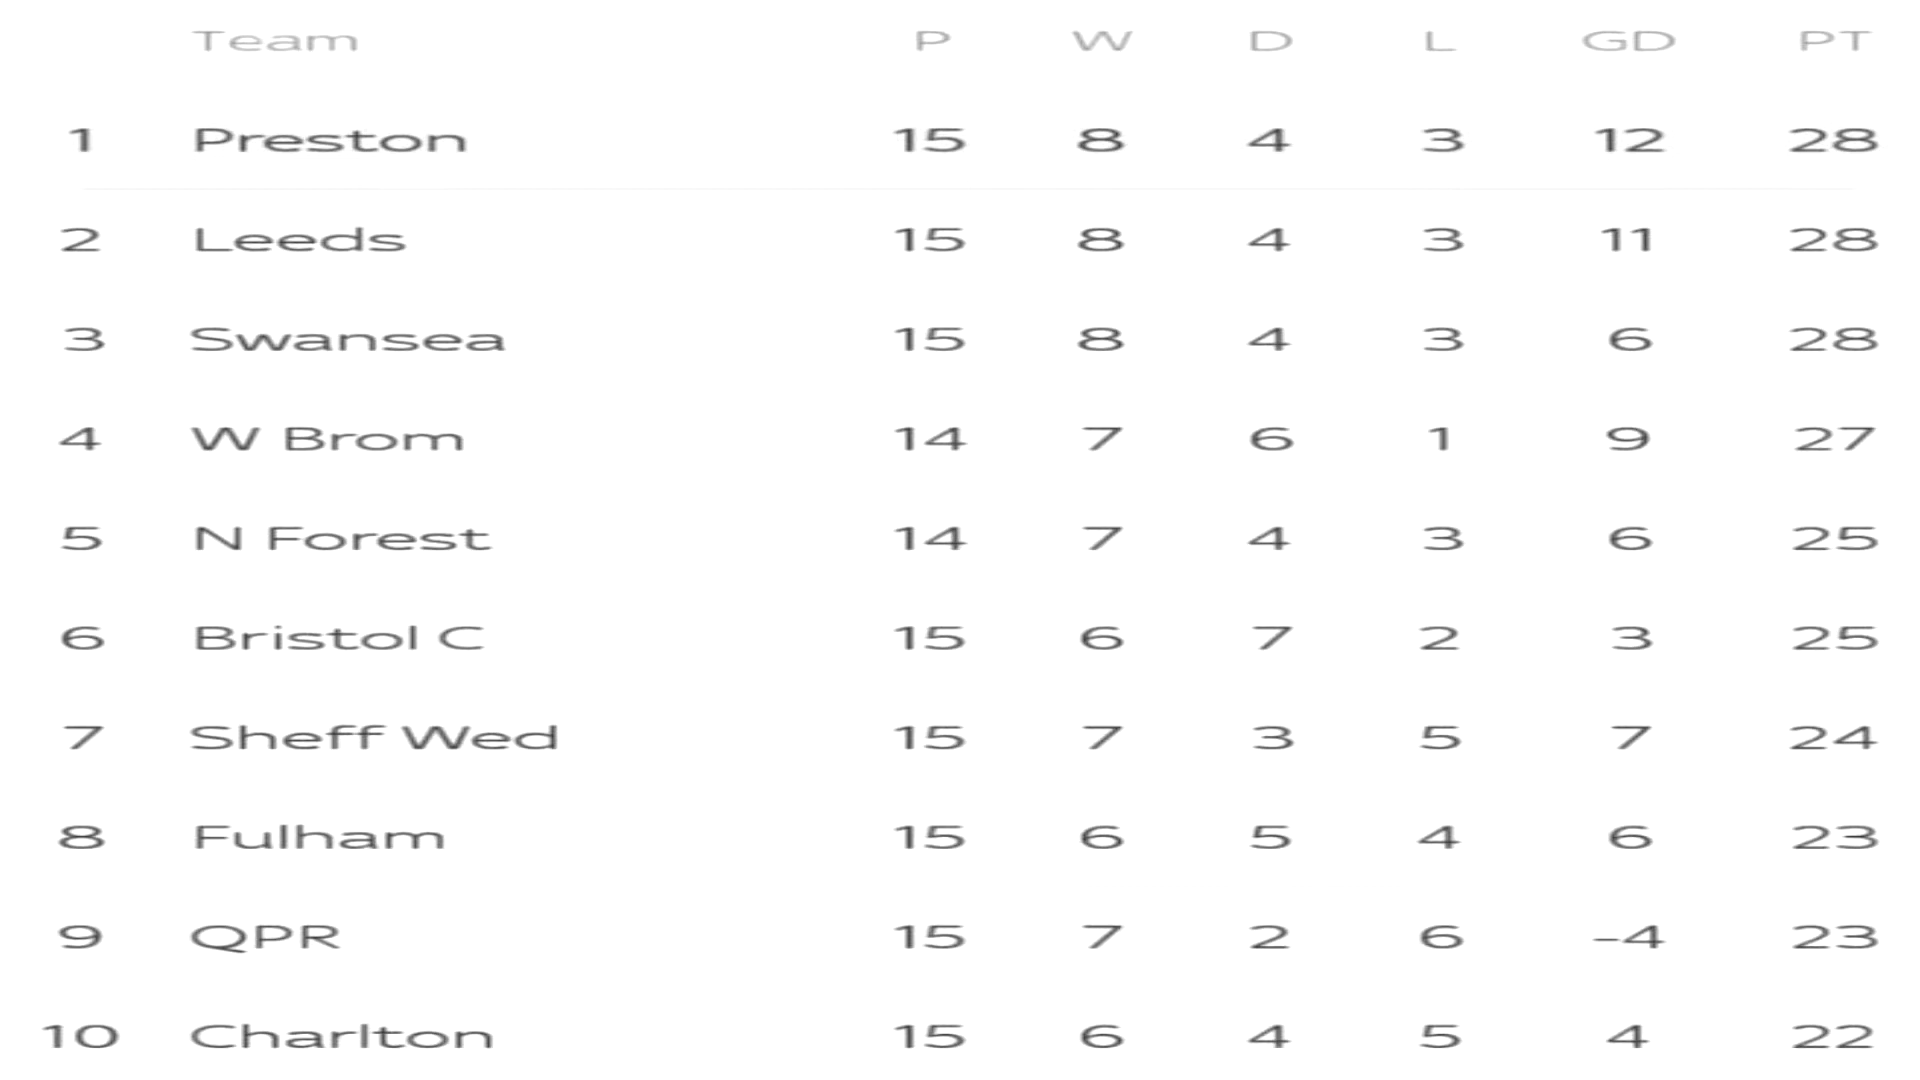 Team P W D L GD PT
1 Preston 15 8 4 3 12 28
2 Leeds 15 8 4 3 11 28
3 Swansea 15 8 4 3 6 28
4 W Brom 14 7 6 1 9 27
5 N Forest 14 7 4 3 6 25
6 Bristol C 15 6 7 2 3 25
7 Sheff Wed 15 7 3 5 7 24
8 Fulham 15 6 5 4 6 23
9 QPR 15 7 2 6 -4 23
10 Charlton 15 6 4 5 4 22